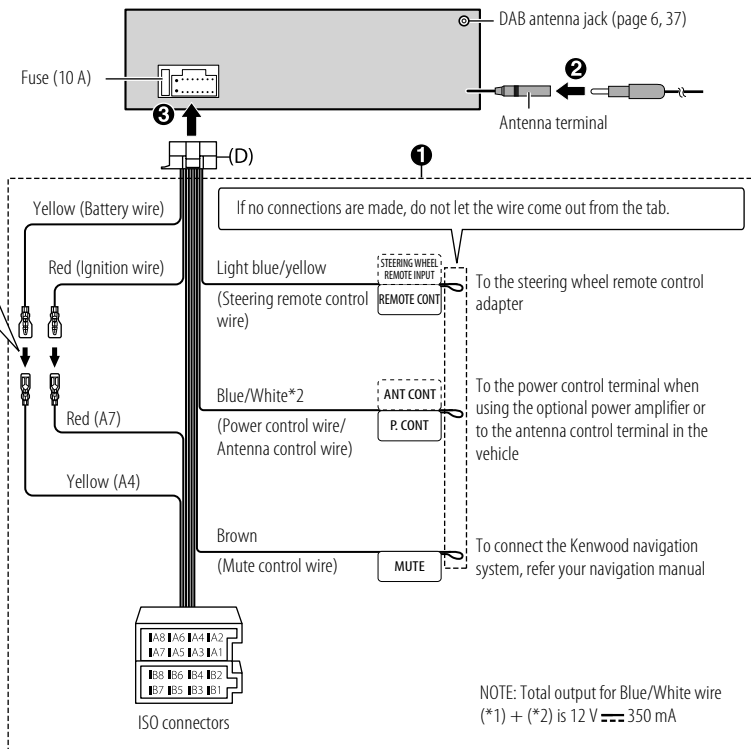 DAB antenna jack (page 6, 37)
Fuse (10 A)
❷
❸
Antenna terminal
(D)
❶
Yellow (Battery wire)
If no connections are made, do not let the wire come out from the tab.
Red (Ignition wire)
Light blue/yellow
(Steering remote control
wire)
STEERING WHEEL
REMOTE INPUT
REMOTE CONT
To the steering wheel remote control
adapter
Blue/White*2
(Power control wire/
Antenna control wire)
ANT CONT
P. CONT
To the power control terminal when
using the optional power amplifier or
to the antenna control terminal in the
vehicle
Red (A7)
Yellow (A4)
Brown
(Mute control wire)
MUTE
To connect the Kenwood navigation
system, refer your navigation manual
A8 A6 A4 A2
A7 A5 A3 A1
B8 B6 B4 B2
B7 B5 B3 B1
ISO connectors
NOTE: Total output for Blue/White wire
(*1) + (*2) is 12 V ⎓ 350 mA